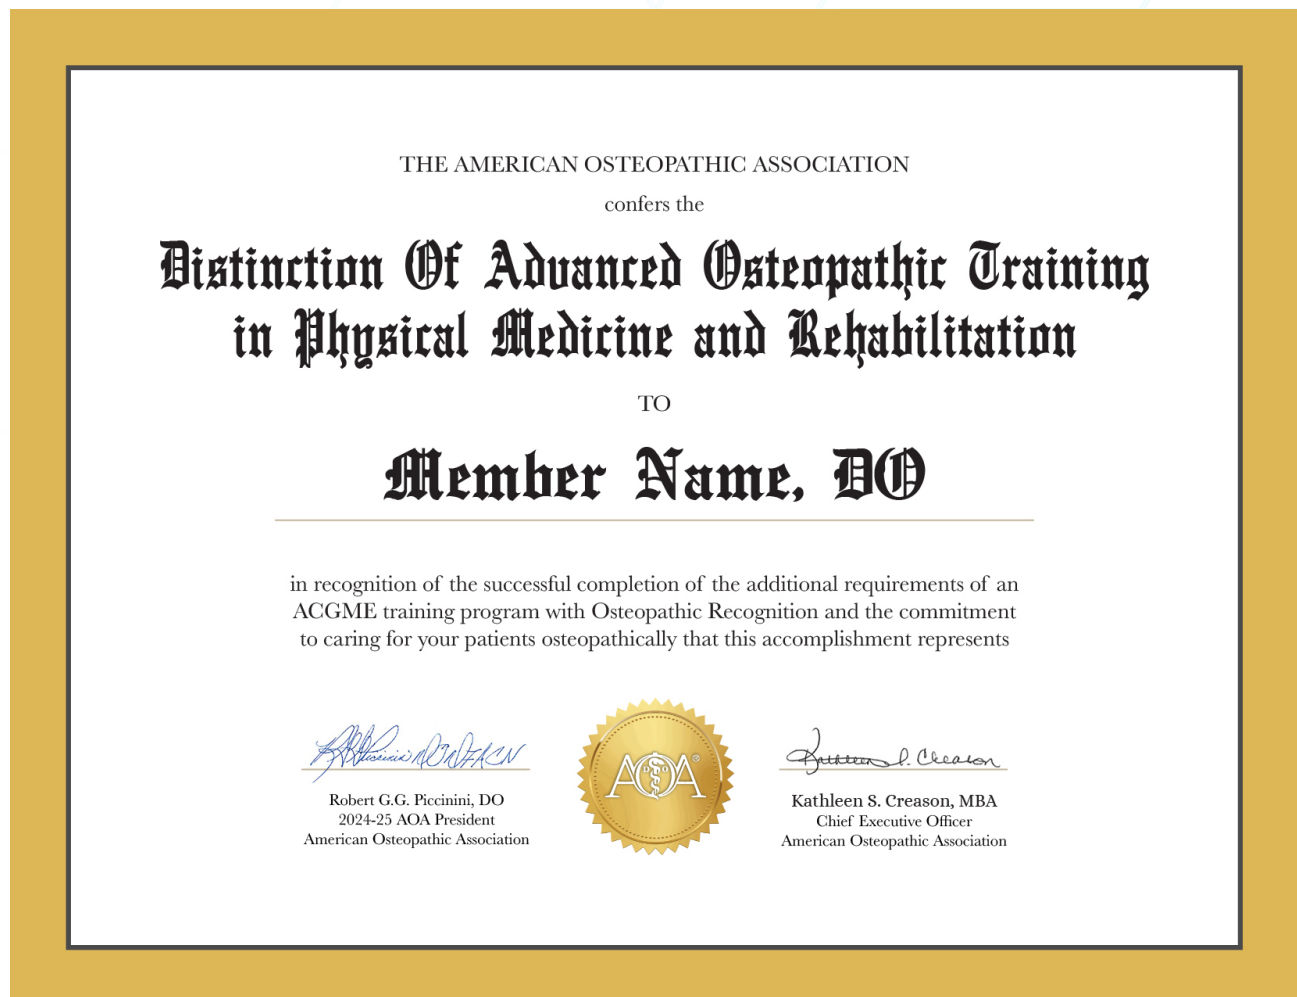 THE AMERICAN OSTEOPATHIC ASSOCIATION
confers the
Distinction Of Advanced Osteopathic Training
in Physical Medicine and Rehabilitation
TO
Member Name, DO
in recognition of the successful completion of the additional requirements of an
ACGME training program with Osteopathic Recognition and the commitment
to caring for your patients osteopathically that this accomplishment represents
Robert G.G. Piccinini, DO
2024-25 AOA President
American Osteopathic Association
AOA®
Kathleen S. Creason
Kathleen S. Creason, MBA
Chief Executive Officer
American Osteopathic Association